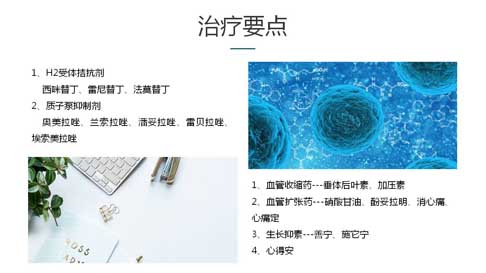 治疗要点
1、H2受体拮抗剂
西咪替丁、雷尼替丁、法莫替丁
2、质子泵抑制剂
奥美拉唑、兰索拉唑、泮妥拉唑、雷贝拉唑、
埃索美拉唑
1、血管收缩药---垂体后叶素、加压素
2、血管扩张药---硝酸甘油、酚妥拉明、消心痛、
心痛定
3、生长抑素---善宁、施它宁
4、心得安